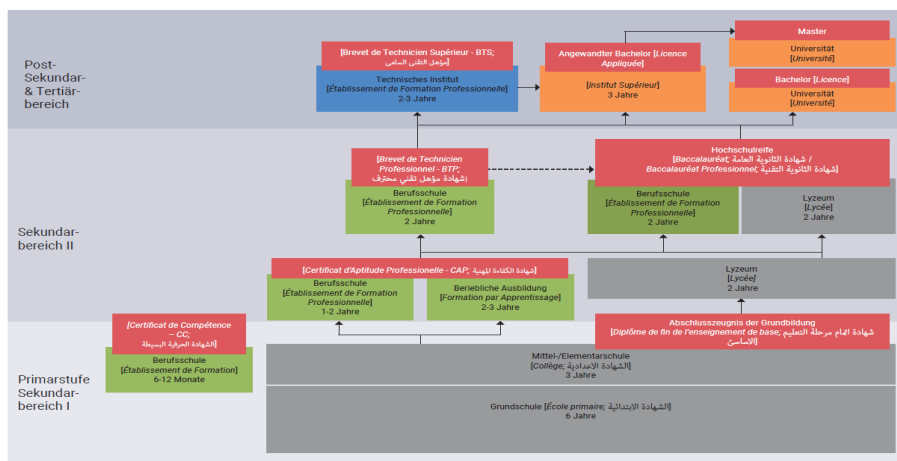 Post-
Sekundar-
& Tertiär-
bereich
[Brevet de Technicien Supérieur - BTS;
مؤهل التقني السامي]
Technisches Institut
[Établissement de Formation Professionnelle]
2-3 Jahre
Angewandter Bachelor [Licence
Appliquée]
[Institut Supérieur]
3 Jahre
Master
Universität
[Université]
Bachelor [Licence]
Universität
[Université]
Sekundar-
bereich II
[Brevet de Technicien
Professionnel - BTP;
شهادة مؤهل تقني محترف]
Berufsschule
[Établissement de Formation
Professionnelle]
2 Jahre
Hochschulreife
[Baccalauréat; شهادة الثانوية العامة /
Baccalauréat Professionnel; شهادة الثانوية التقنية]
Berufsschule
[Établissement de Formation
Professionnelle]
2 Jahre
Lyzeum
[Lycée]
2 Jahre
[Certificat d'Aptitude Professionelle - CAP; شهادة الكفاءة المهنية]
Berufsschule
[Établissement de Formation
Professionnelle]
1-2 Jahre
Beriebliche Ausbildung
[Formation par Apprentissage]
2-3 Jahre
Lyzeum
[Lycée]
2 Jahre
Primarstufe
Sekundar-
bereich I
[Certificat de Compétence
– CC;
الشهادة الحرفية البسيطة]
Berufsschule
[Établissement de Formation]
6-12 Monate
Abschlusszeugnis der Grundbildung
[Diplôme de fin de l'enseignement de base; شهادة اتمام مرحلة التعليم
الاساسي]
Mittel-/Elementarschule
[Collège; الشهادة الاعدادية]
3 Jahre
Grundschule [École primaire; الشهادة الابتدائية]
6 Jahre